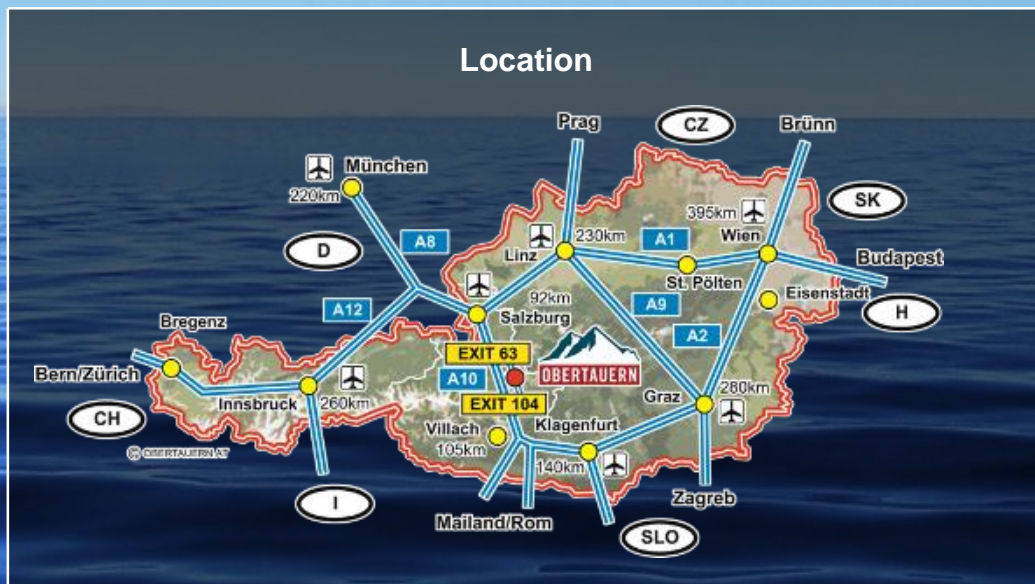 Location
Prag
CZ
Brünn
München
220km
395km
Wien
SK
D
A8
Linz
230km
A1
St. Pölten
Budapest
A12
92km
Salzburg
A9
A2
Eisenstadt
H
Bregenz
Bern/Zürich
EXIT 63
A10
OBERTAUERN
EXIT 104
Innsbruck
260km
Graz
280km
CH
Villach
105km
Klagenfurt
140km
© OBERTAUERN.AT
I
Mailand/Rom
Zagreb
SLO